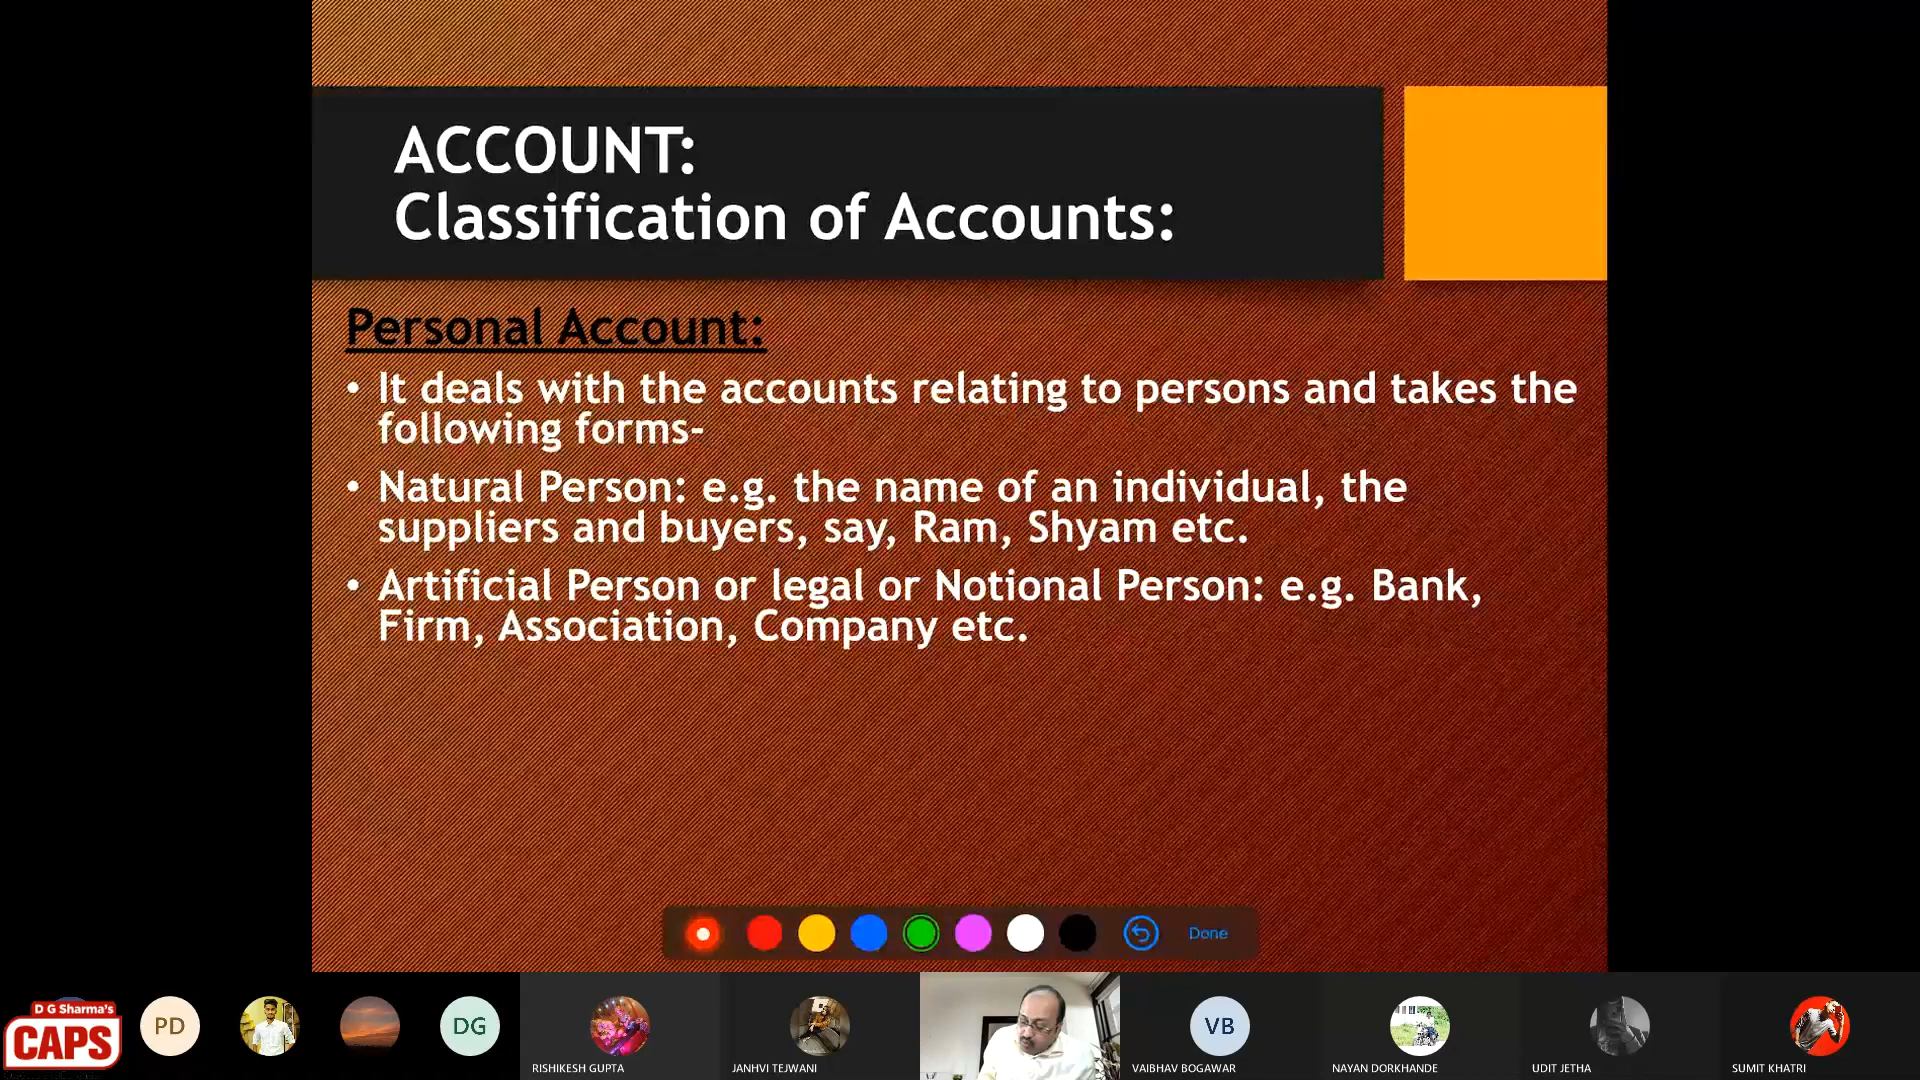 ACCOUNT:
Classification of Accounts:
Personal Account:
• It deals with the accounts relating to persons and takes the
following forms-
• Natural Person: e.g. the name of an individual, the
suppliers and buyers, say, Ram, Shyam etc.
• Artificial Person or legal or Notional Person: e.g. Bank,
Firm, Association, Company etc.
Done
D G Sharma's
CAPS
PD
DG
VB
RISHIKESH GUPTA
JANHVI TEJWANI
VAIBHAV BOGAWAR
NAYAN DORKHANDE
UDIT JETHA
SUMIT KHATRI